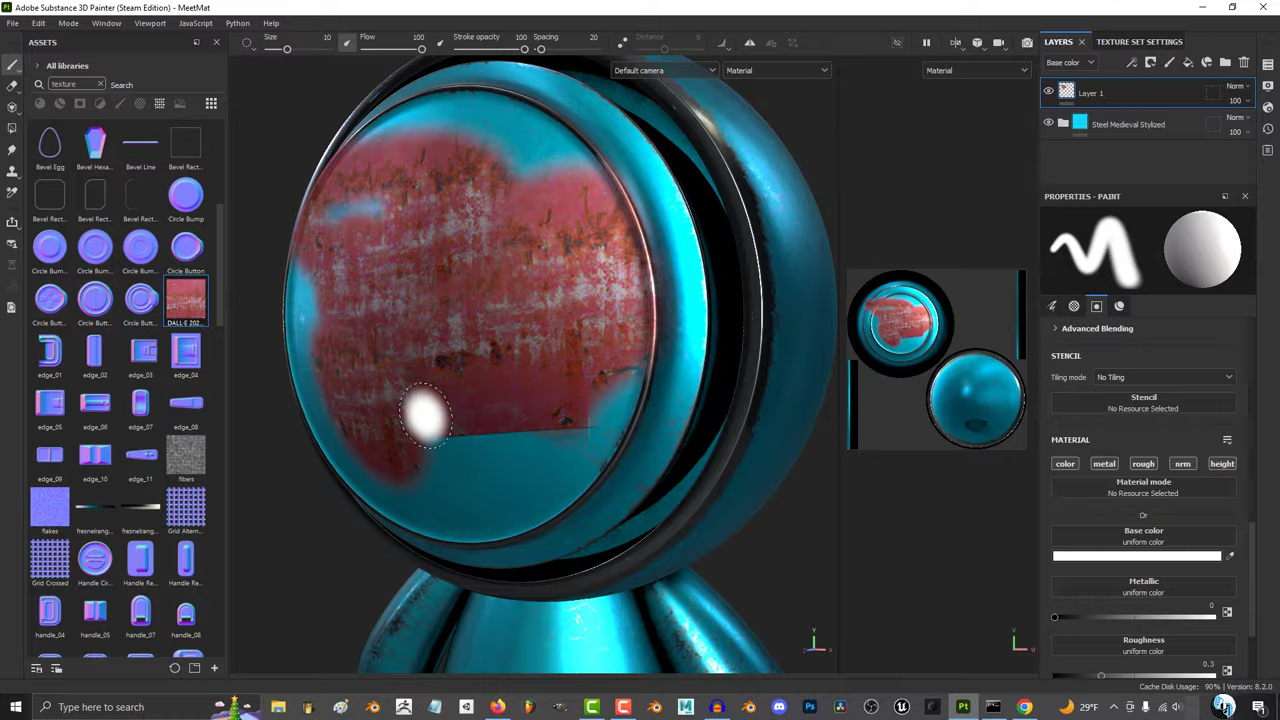 Adobe Substance 3D Painter (Steam Edition) - MeetMat
File Edit Mode Window Viewport JavaScript Python Help
Size 10 Flow 100 Stroke opacity 100 Spacing 20 Distance 8
ASSETS
All libraries
texture Search
Default camera Material Material
Bevel Egg Bevel Hexa... Bevel Line Bevel Rect...
Bevel Rect... Bevel Rect... Bevel Rect... Circle Bump
Circle Bum... Circle Bum... Circle Bum... Circle Button
Circle Butt... Circle Butt... Circle Butt... DALL·E 202...
edge_01 edge_02 edge_03 edge_04
edge_05 edge_06 edge_07 edge_08
edge_09 edge_10 edge_11 fibers
flakes fresnelrang... fresnelrang... Grid Altern...
Grid Crossed Handle Cir... Handle Re... Handle Re...
handle_04 handle_05 handle_07 handle_08
LAYERS TEXTURE SET SETTINGS
Base color
Layer 1 Norm
100
Steel Medieval Stylized Norm
100
PROPERTIES - PAINT
Advanced Blending
STENCIL
Tiling mode No Tiling
Stencil
No Resource Selected
MATERIAL
color metal rough nrm height
Material mode
No Resource Selected
Or
Base color
uniform color
Metallic
uniform color
0
Roughness
uniform color
0.3
Cache Disk Usage: 90% | Version: 8.2.0
Type here to search
29°F